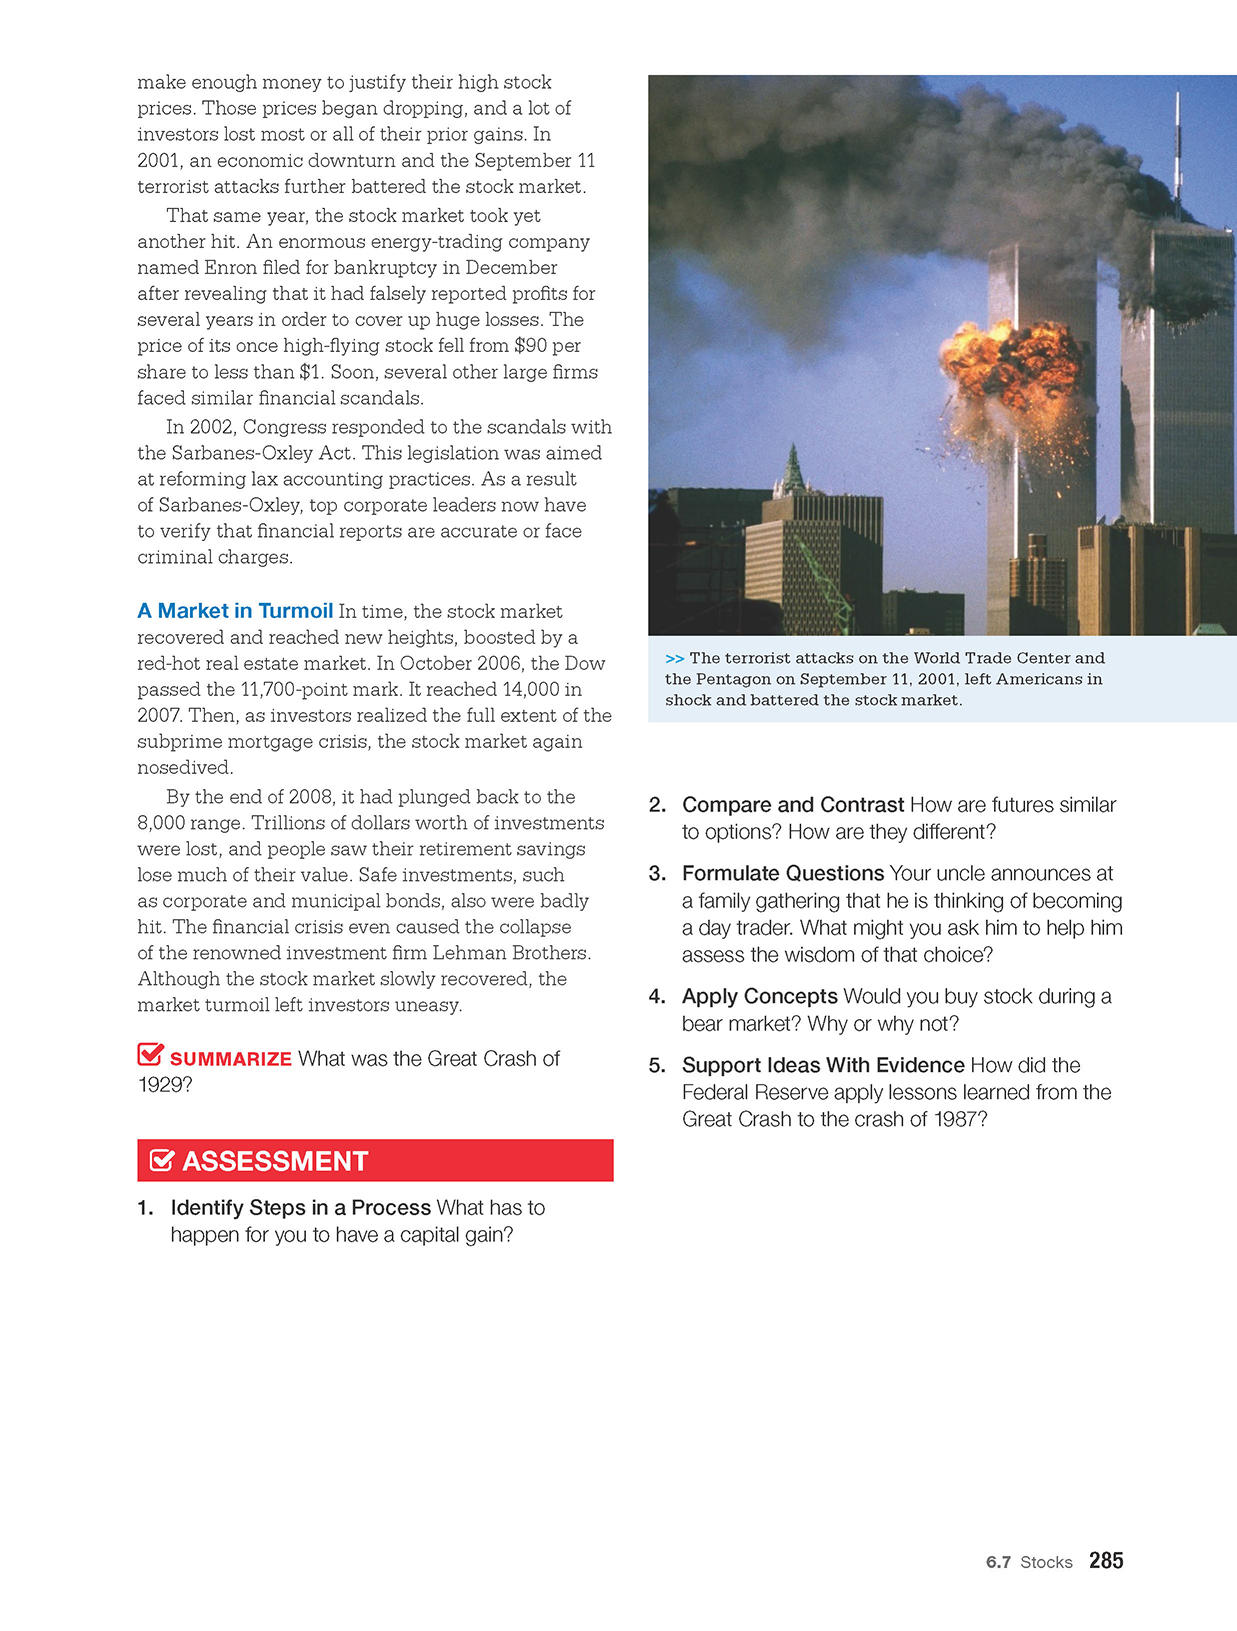 make enough money to justify their high stock
prices. Those prices began dropping, and a lot of
investors lost most or all of their prior gains. In
2001, an economic downturn and the September 11
terrorist attacks further battered the stock market.
That same year, the stock market took yet
another hit. An enormous energy-trading company
named Enron filed for bankruptcy in December
after revealing that it had falsely reported profits for
several years in order to cover up huge losses. The
price of its once high-flying stock fell from $90 per
share to less than $1. Soon, several other large firms
faced similar financial scandals.
In 2002, Congress responded to the scandals with
the Sarbanes-Oxley Act. This legislation was aimed
at reforming lax accounting practices. As a result
of Sarbanes-Oxley, top corporate leaders now have
to verify that financial reports are accurate or face
criminal charges.
A Market in Turmoil In time, the stock market
recovered and reached new heights, boosted by a
red-hot real estate market. In October 2006, the Dow
passed the 11,700-point mark. It reached 14,000 in
2007. Then, as investors realized the full extent of the
subprime mortgage crisis, the stock market again
nosedived.
By the end of 2008, it had plunged back to the
8,000 range. Trillions of dollars worth of investments
were lost, and people saw their retirement savings
lose much of their value. Safe investments, such
as corporate and municipal bonds, also were badly
hit. The financial crisis even caused the collapse
of the renowned investment firm Lehman Brothers.
Although the stock market slowly recovered, the
market turmoil left investors uneasy.
SUMMARIZE What was the Great Crash of
1929?
ASSESSMENT
1. Identify Steps in a Process What has to
happen for you to have a capital gain?
>> The terrorist attacks on the World Trade Center and
the Pentagon on September 11, 2001, left Americans in
shock and battered the stock market.
2. Compare and Contrast How are futures similar
to options? How are they different?
3. Formulate Questions Your uncle announces at
a family gathering that he is thinking of becoming
a day trader. What might you ask him to help him
assess the wisdom of that choice?
4. Apply Concepts Would you buy stock during a
bear market? Why or why not?
5. Support Ideas With Evidence How did the
Federal Reserve apply lessons learned from the
Great Crash to the crash of 1987?
6.7 Stocks 285